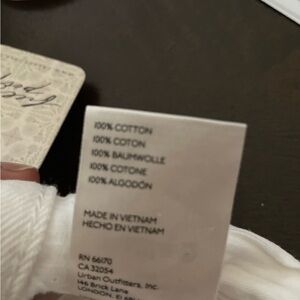 100% COTTON
100% COTON
100% BAUMWOLLE
100% COTONE
100% ALGODÓN
MADE IN VIETNAM
HECHO EN VIETNAM
RN 66170
CA 32054
Urban Outfitters, Inc.
146 Brick Lane
LONDON, E1